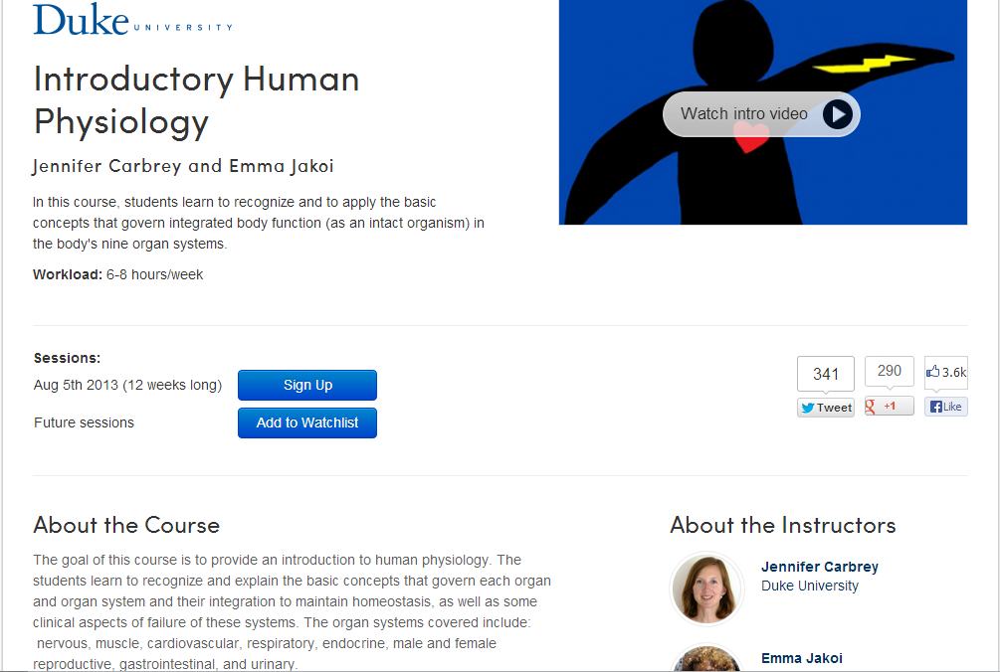 Duke UNIVERSITY
Introductory Human
Physiology
Jennifer Carbrey and Emma Jakoi
In this course, students learn to recognize and to apply the basic
concepts that govern integrated body function (as an intact organism) in
the body's nine organ systems.
Workload: 6-8 hours/week
Watch intro video
Sessions:
Aug 5th 2013 (12 weeks long)
Sign Up
Future sessions
Add to Watchlist
341
290
3.6k
Tweet
+1
Like
About the Course
The goal of this course is to provide an introduction to human physiology. The
students learn to recognize and explain the basic concepts that govern each organ
and organ system and their integration to maintain homeostasis, as well as some
clinical aspects of failure of these systems. The organ systems covered include:
nervous, muscle, cardiovascular, respiratory, endocrine, male and female
reproductive, gastrointestinal, and urinary.
About the Instructors
Jennifer Carbrey
Duke University
Emma Jakoi